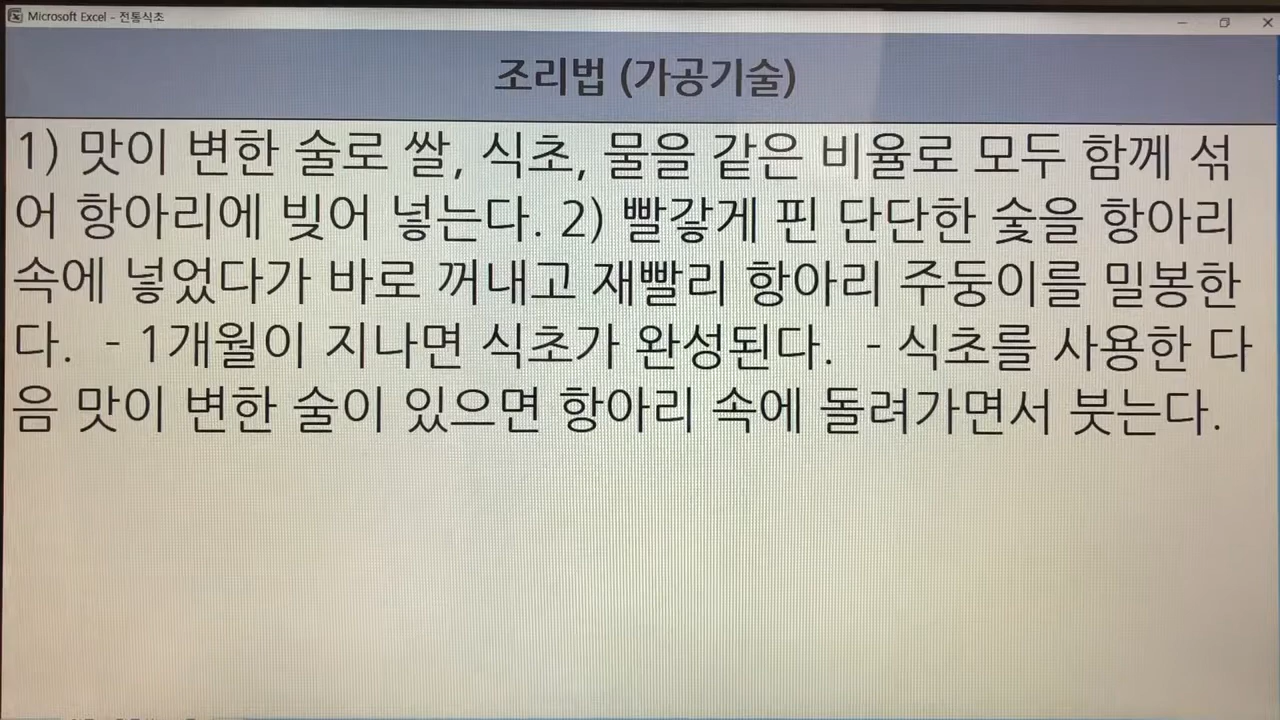 Microsoft Excel - 전통식초
조리법 (가공기술)
1) 맛이 변한 술로 쌀, 식초, 물을 같은 비율로 모두 함께 섞
어 항아리에 빚어 넣는다. 2) 빨갛게 핀 단단한 숯을 항아리
속에 넣었다가 바로 꺼내고 재빨리 항아리 주둥이를 밀봉한
다. - 1개월이 지나면 식초가 완성된다. - 식초를 사용한 다
음 맛이 변한 술이 있으면 항아리 속에 돌려가면서 붓는다.